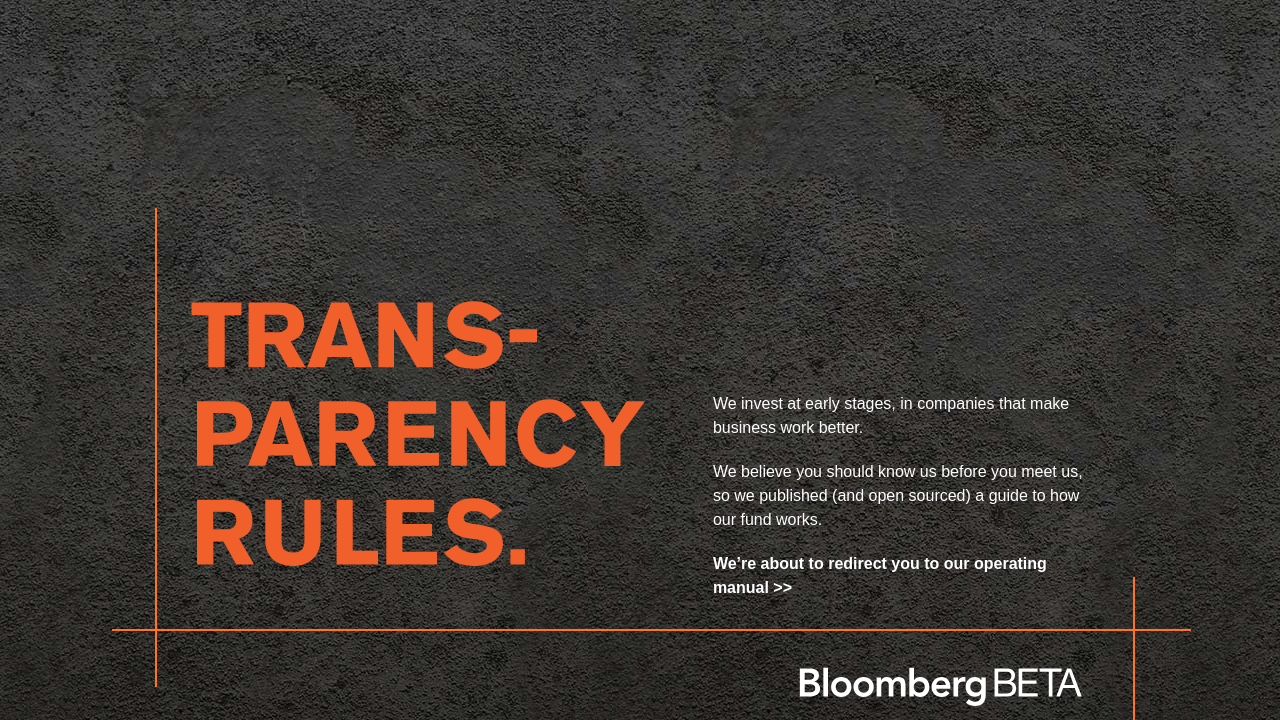 TRANS-
PARENCY
RULES.
We invest at early stages, in companies that make
business work better.
We believe you should know us before you meet us,
so we published (and open sourced) a guide to how
our fund works.
We’re about to redirect you to our operating
manual >>
Bloomberg BETA